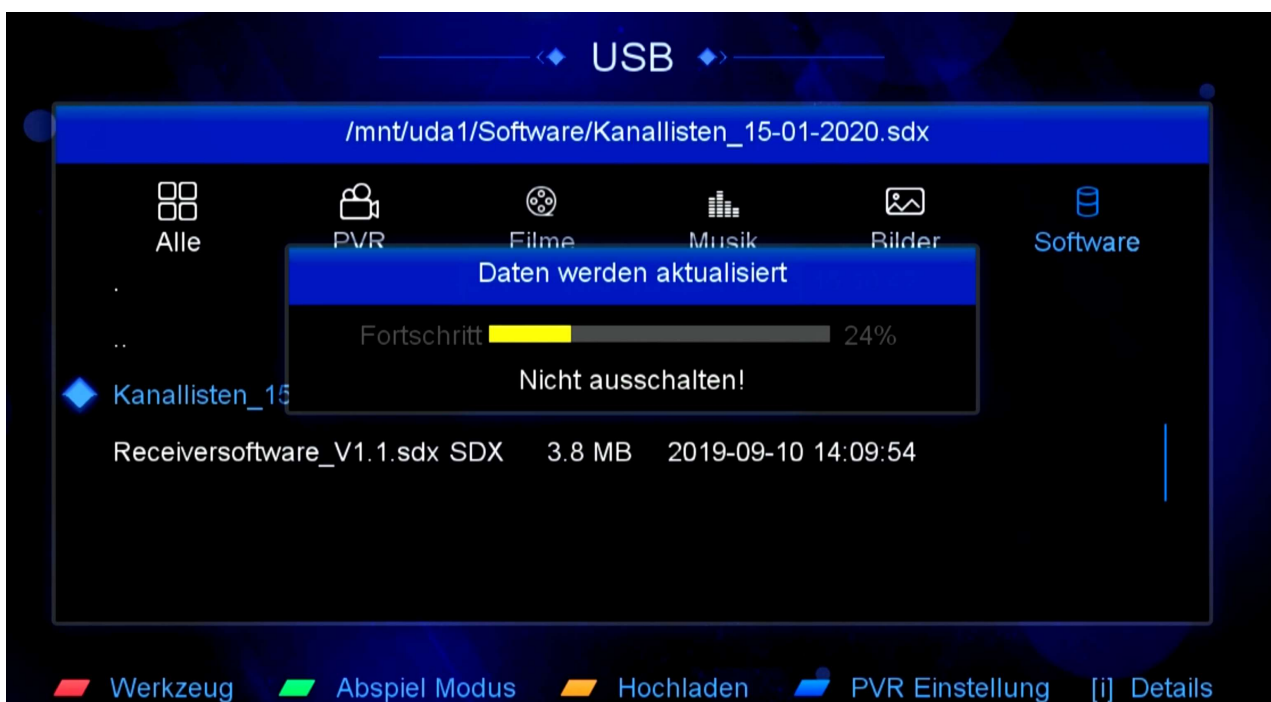 USB
/mnt/uda1/Software/Kanallisten_15-01-2020.sdx
Alle PVR Filme Musik Bilder Software
Daten werden aktualisiert
.
Fortschritt 24%
..
Nicht ausschalten!
Kanallisten_15
Receiversoftware_V1.1.sdx SDX 3.8 MB 2019-09-10 14:09:54
Werkzeug Abspiel Modus Hochladen PVR Einstellung [i] Details